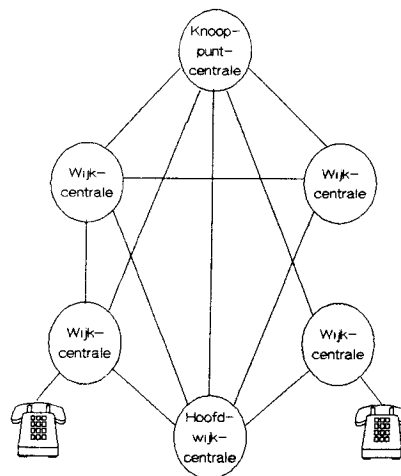 Knoop-
punt-
centrale
Wijk-
centrale
Wijk-
centrale
Wijk-
centrale
Wijk-
centrale
Hoofd-
wijk-
centrale